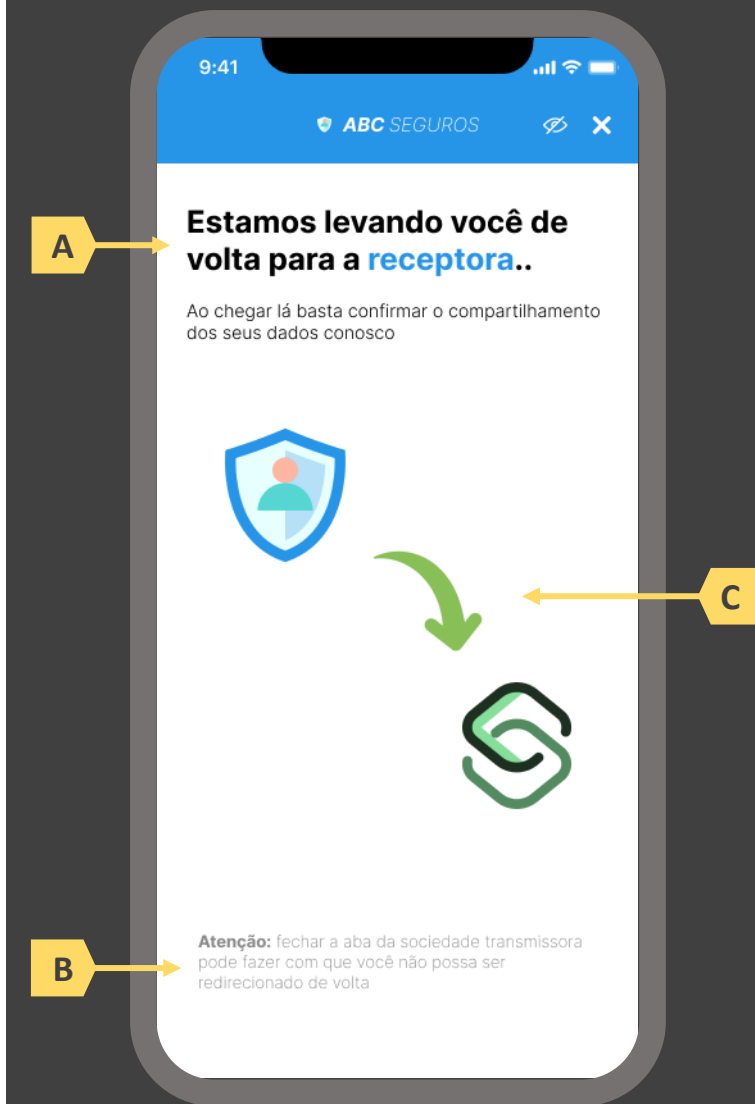 9:41
ABC SEGUROS
A
Estamos levando você de
volta para a receptora..
Ao chegar lá basta confirmar o compartilhamento
dos seus dados conosco
C
B
Atenção: fechar a aba da sociedade transmissora
pode fazer com que você não possa ser
redirecionado de volta